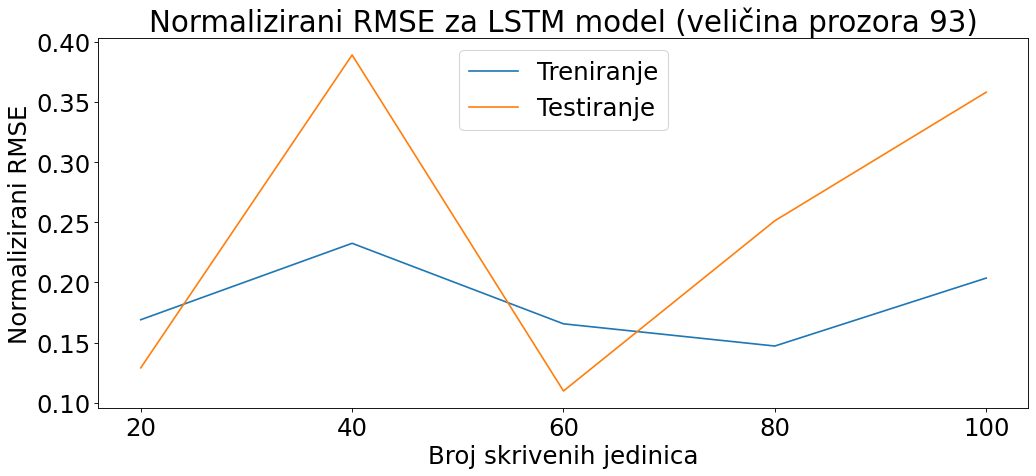 Normalizirani RMSE za LSTM model (veličina prozora 93)
Treniranje
Testiranje
Normalizirani RMSE
0.40
0.35
0.30
0.25
0.20
0.15
0.10
20 40 60 80 100
Broj skrivenih jedinica